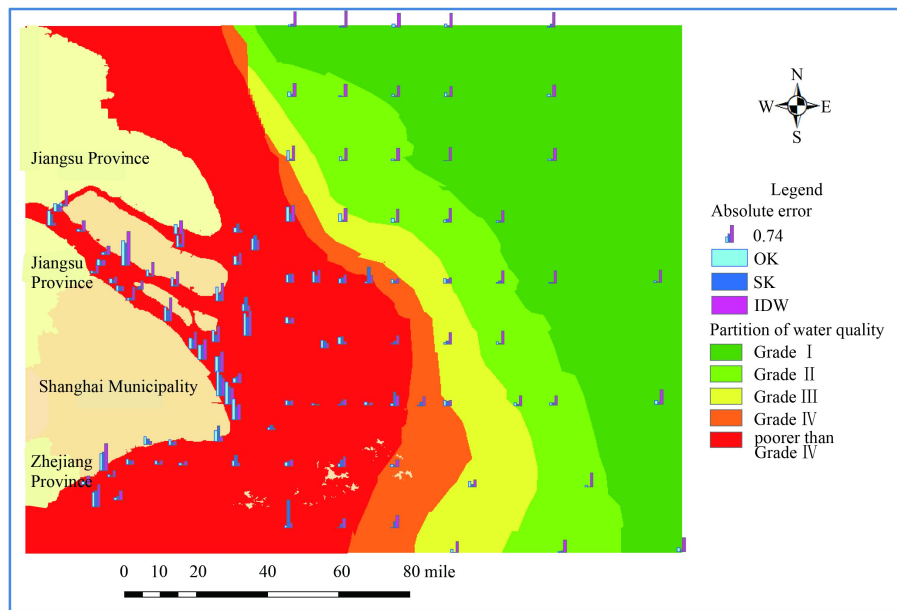 N
W E
S
Jiangsu Province
Legend
Absolute error
0.74
OK
SK
IDW
Jiangsu
Province
Partition of water quality
Grade Ⅰ
Grade Ⅱ
Grade Ⅲ
Grade Ⅳ
poorer than
Grade Ⅳ
Shanghai Municipality
Zhejiang
Province
0 10 20 40 60 80 mile